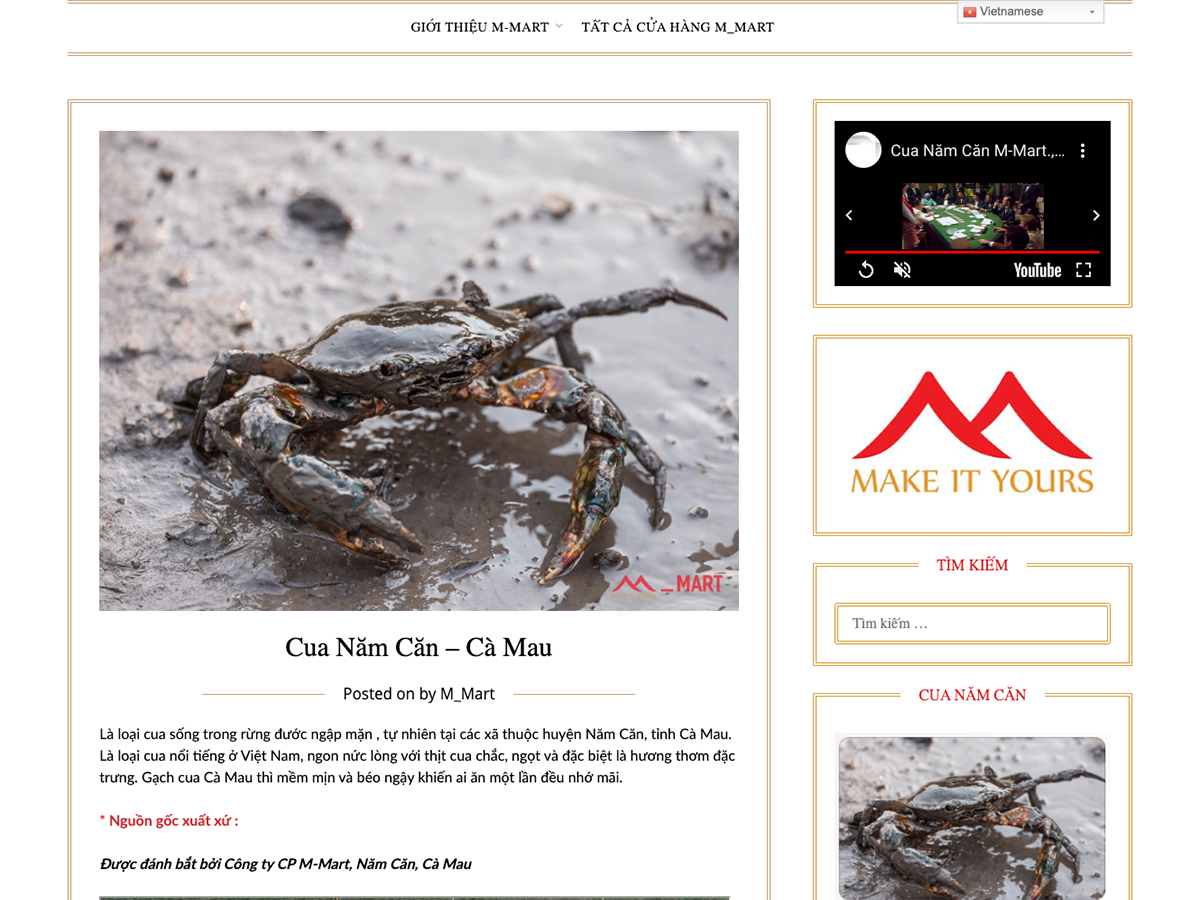 GIỚI THIỆU M-MART
TẤT CẢ CỬA HÀNG M_MART
Vietnamese
_ MART
Cua Năm Căn – Cà Mau
Posted on by M_Mart
Là loại cua sống trong rừng đước ngập mặn , tự nhiên tại các xã thuộc huyện Năm Căn, tỉnh Cà Mau.
Là loại cua nổi tiếng ở Việt Nam, ngon nức lòng với thịt cua chắc, ngọt và đặc biệt là hương thơm đặc
trưng. Gạch cua Cà Mau thì mềm mịn và béo ngậy khiến ai ăn một lần đều nhớ mãi.
* Nguồn gốc xuất xứ :
Được đánh bắt bởi Công ty CP M-Mart, Năm Căn, Cà Mau
Cua Năm Căn M-Mart.,...
YouTube
MAKE IT YOURS
TÌM KIẾM
Tìm kiếm …
CUA NĂM CĂN